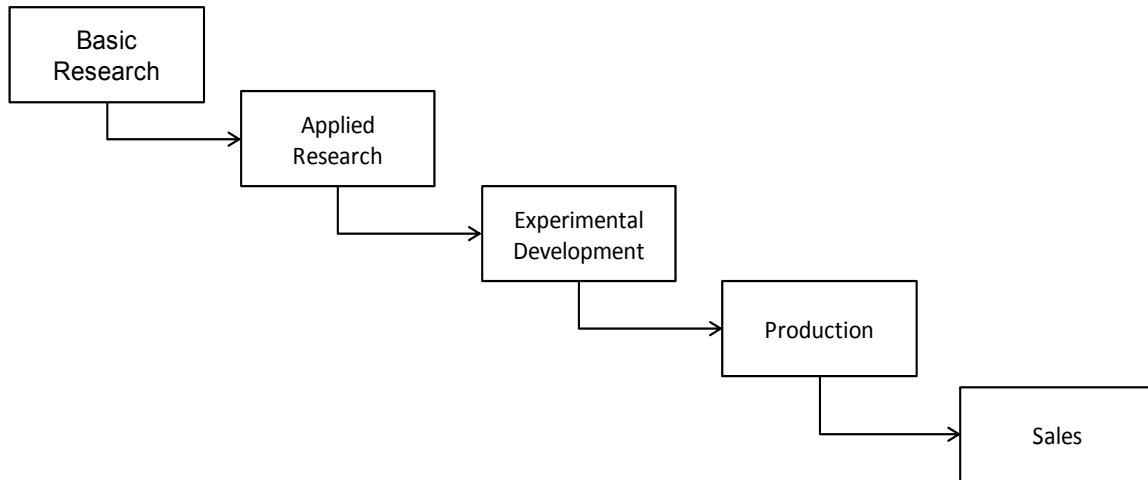 Basic
Research
Applied
Research
Experimental
Development
Production
Sales